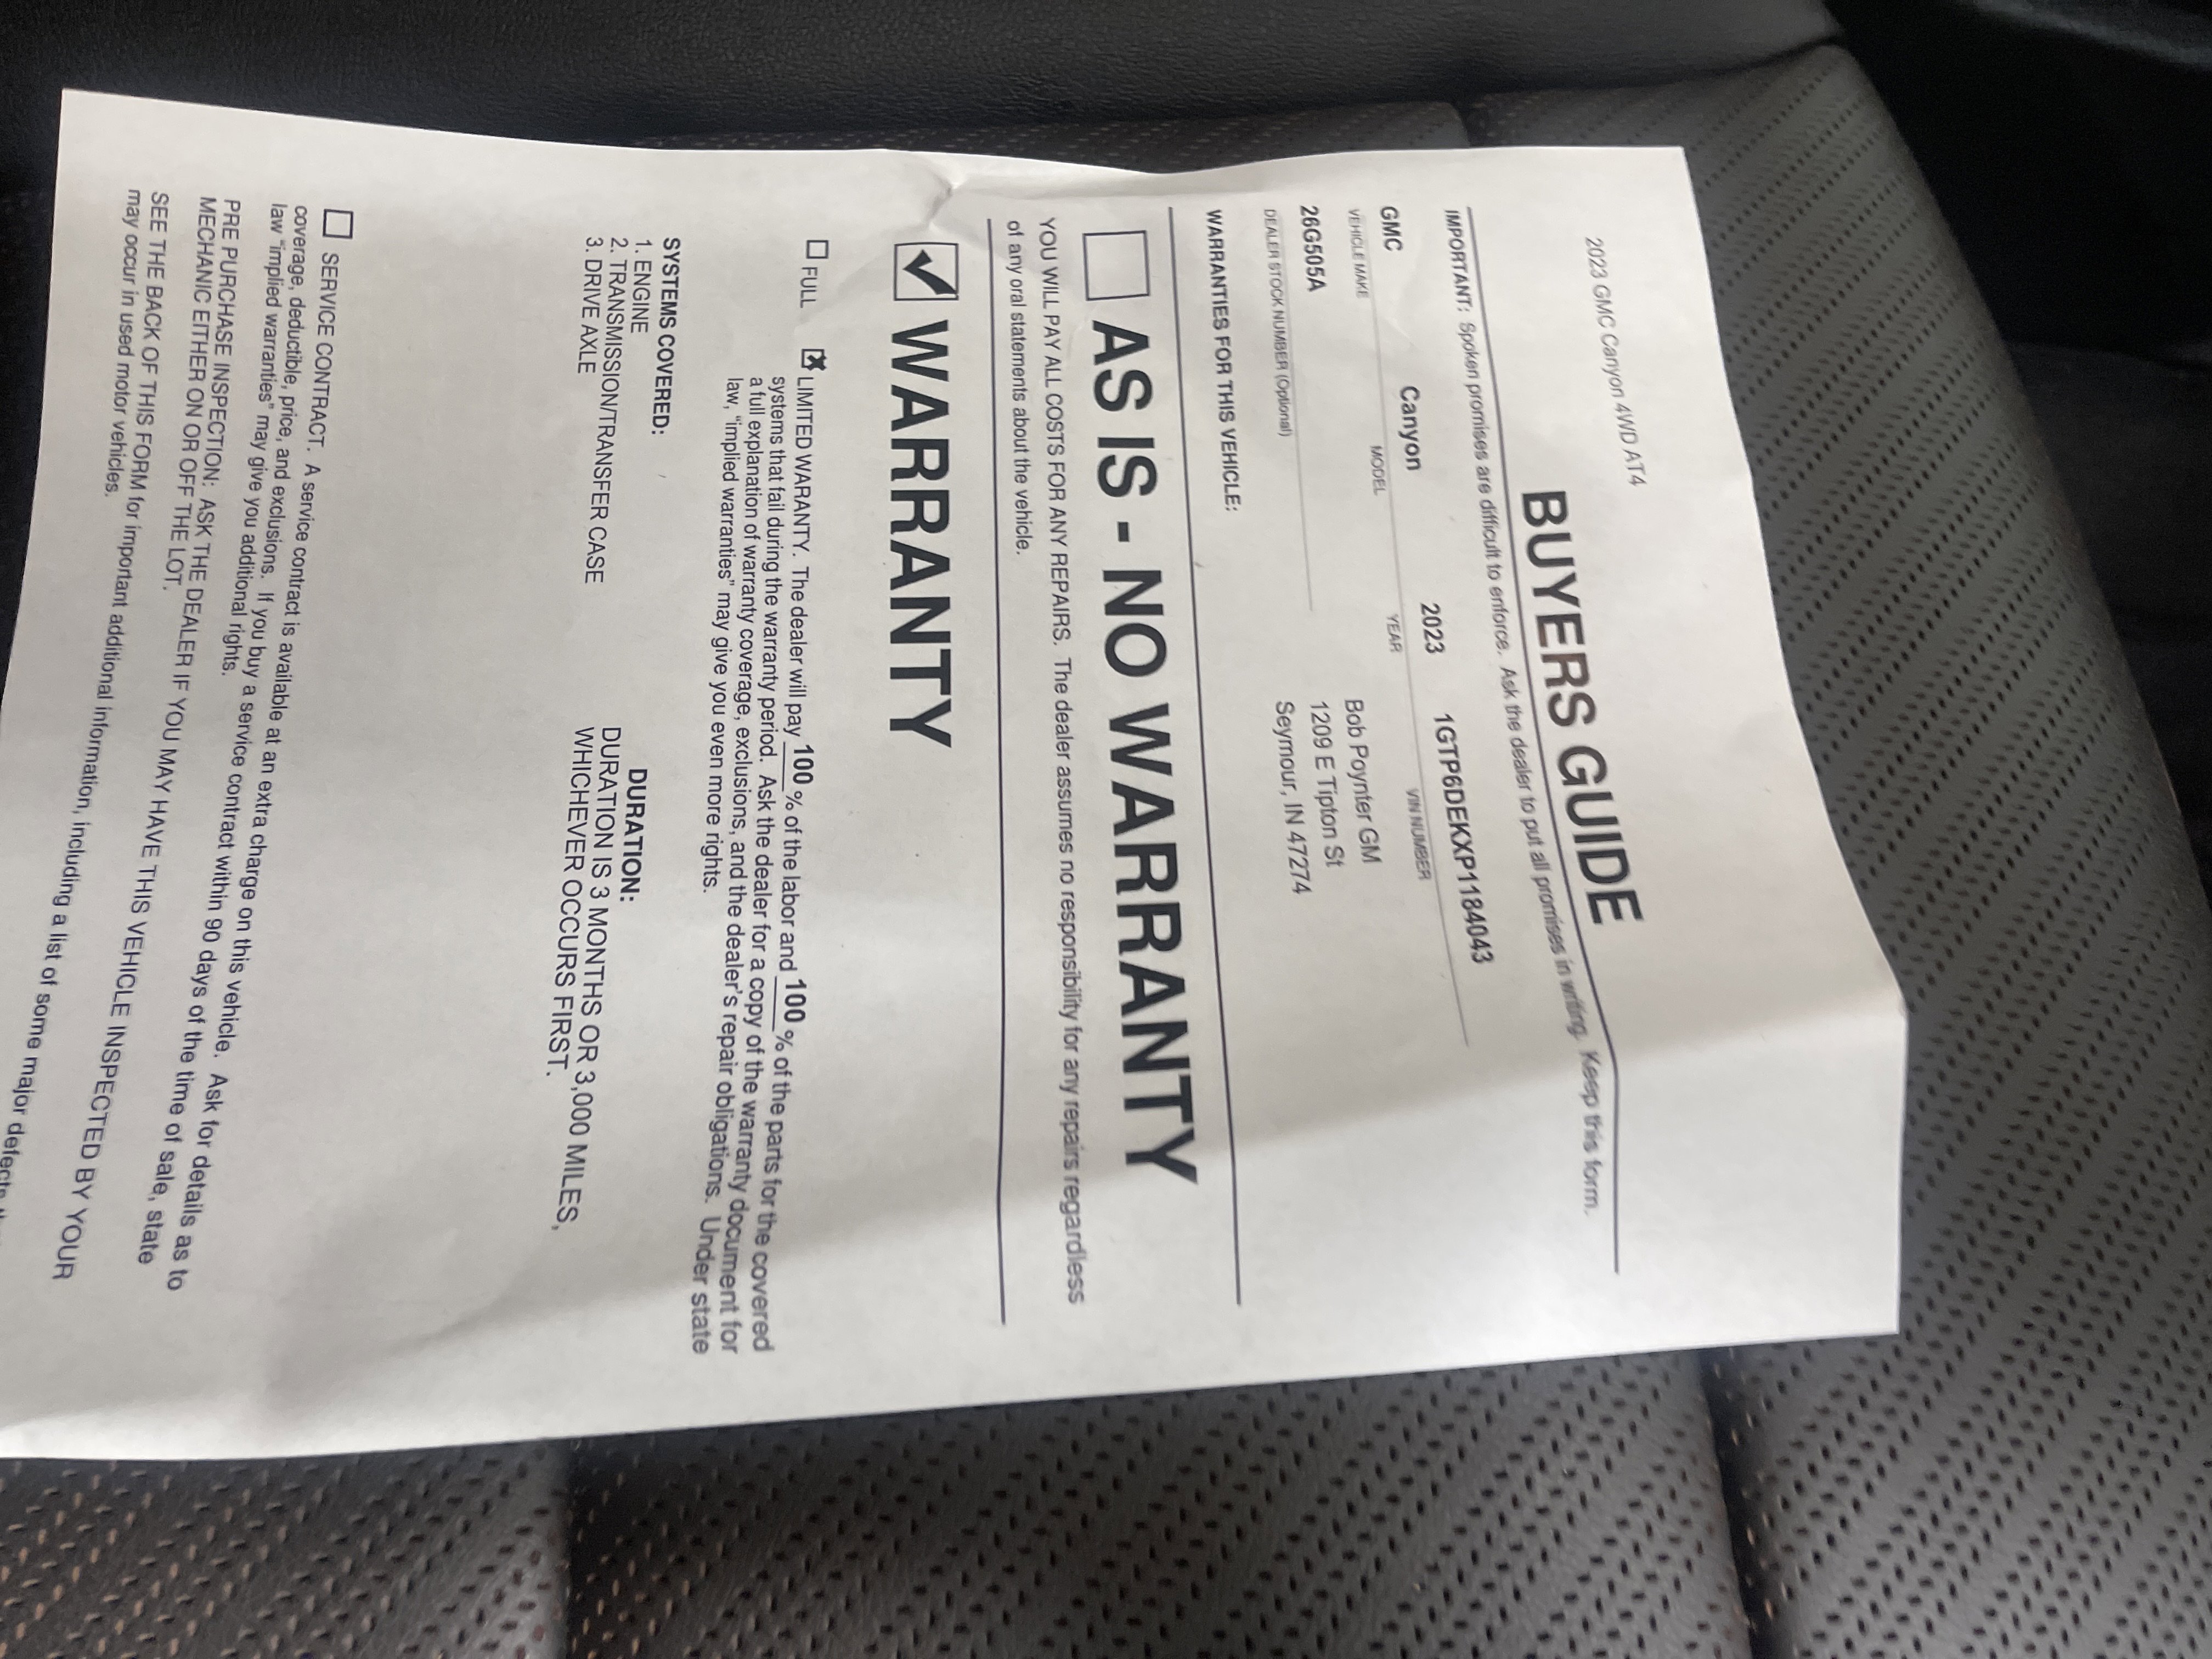 2023 GMC Canyon 4WD AT4
BUYERS GUIDE
IMPORTANT: Spoken promises are difficult to enforce. Ask the dealer to put all promises in writing. Keep this form.
GMC Canyon 2023 1GTP6DEKXP1184043
VEHICLE MAKE MODEL YEAR VIN NUMBER
26G505A
DEALER STOCK NUMBER (Optional)
Bob Poynter GM
1209 E Tipton St
Seymour, IN 47274
WARRANTIES FOR THIS VEHICLE:
AS IS - NO WARRANTY
YOU WILL PAY ALL COSTS FOR ANY REPAIRS. The dealer assumes no responsibility for any repairs regardless
of any oral statements about the vehicle.
WARRANTY
FULL LIMITED WARRANTY. The dealer will pay 100 % of the labor and 100 % of the parts for the covered
systems that fail during the warranty period. Ask the dealer for a copy of the warranty document for
a full explanation of warranty coverage, exclusions, and the dealer's repair obligations. Under state
law, "implied warranties" may give you even more rights.
SYSTEMS COVERED:
1. ENGINE
2. TRANSMISSION/TRANSFER CASE
3. DRIVE AXLE
DURATION:
DURATION IS 3 MONTHS OR 3,000 MILES,
WHICHEVER OCCURS FIRST.
SERVICE CONTRACT. A service contract is available at an extra charge on this vehicle. Ask for details as to
coverage, deductible, price, and exclusions. If you buy a service contract within 90 days of the time of sale, state
law "implied warranties" may give you additional rights.
PRE PURCHASE INSPECTION: ASK THE DEALER IF YOU MAY HAVE THIS VEHICLE INSPECTED BY YOUR
MECHANIC EITHER ON OR OFF THE LOT.
SEE THE BACK OF THIS FORM for important additional information, including a list of some major defects
may occur in used motor vehicles.